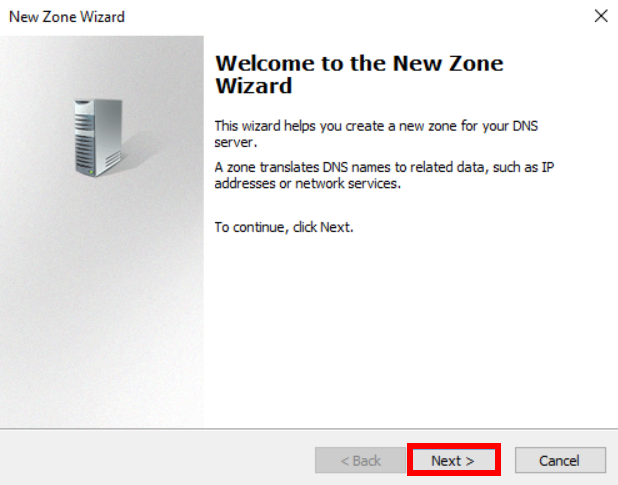 New Zone Wizard
Welcome to the New Zone
Wizard
This wizard helps you create a new zone for your DNS
server.
A zone translates DNS names to related data, such as IP
addresses or network services.
To continue, click Next.
< Back
Next >
Cancel